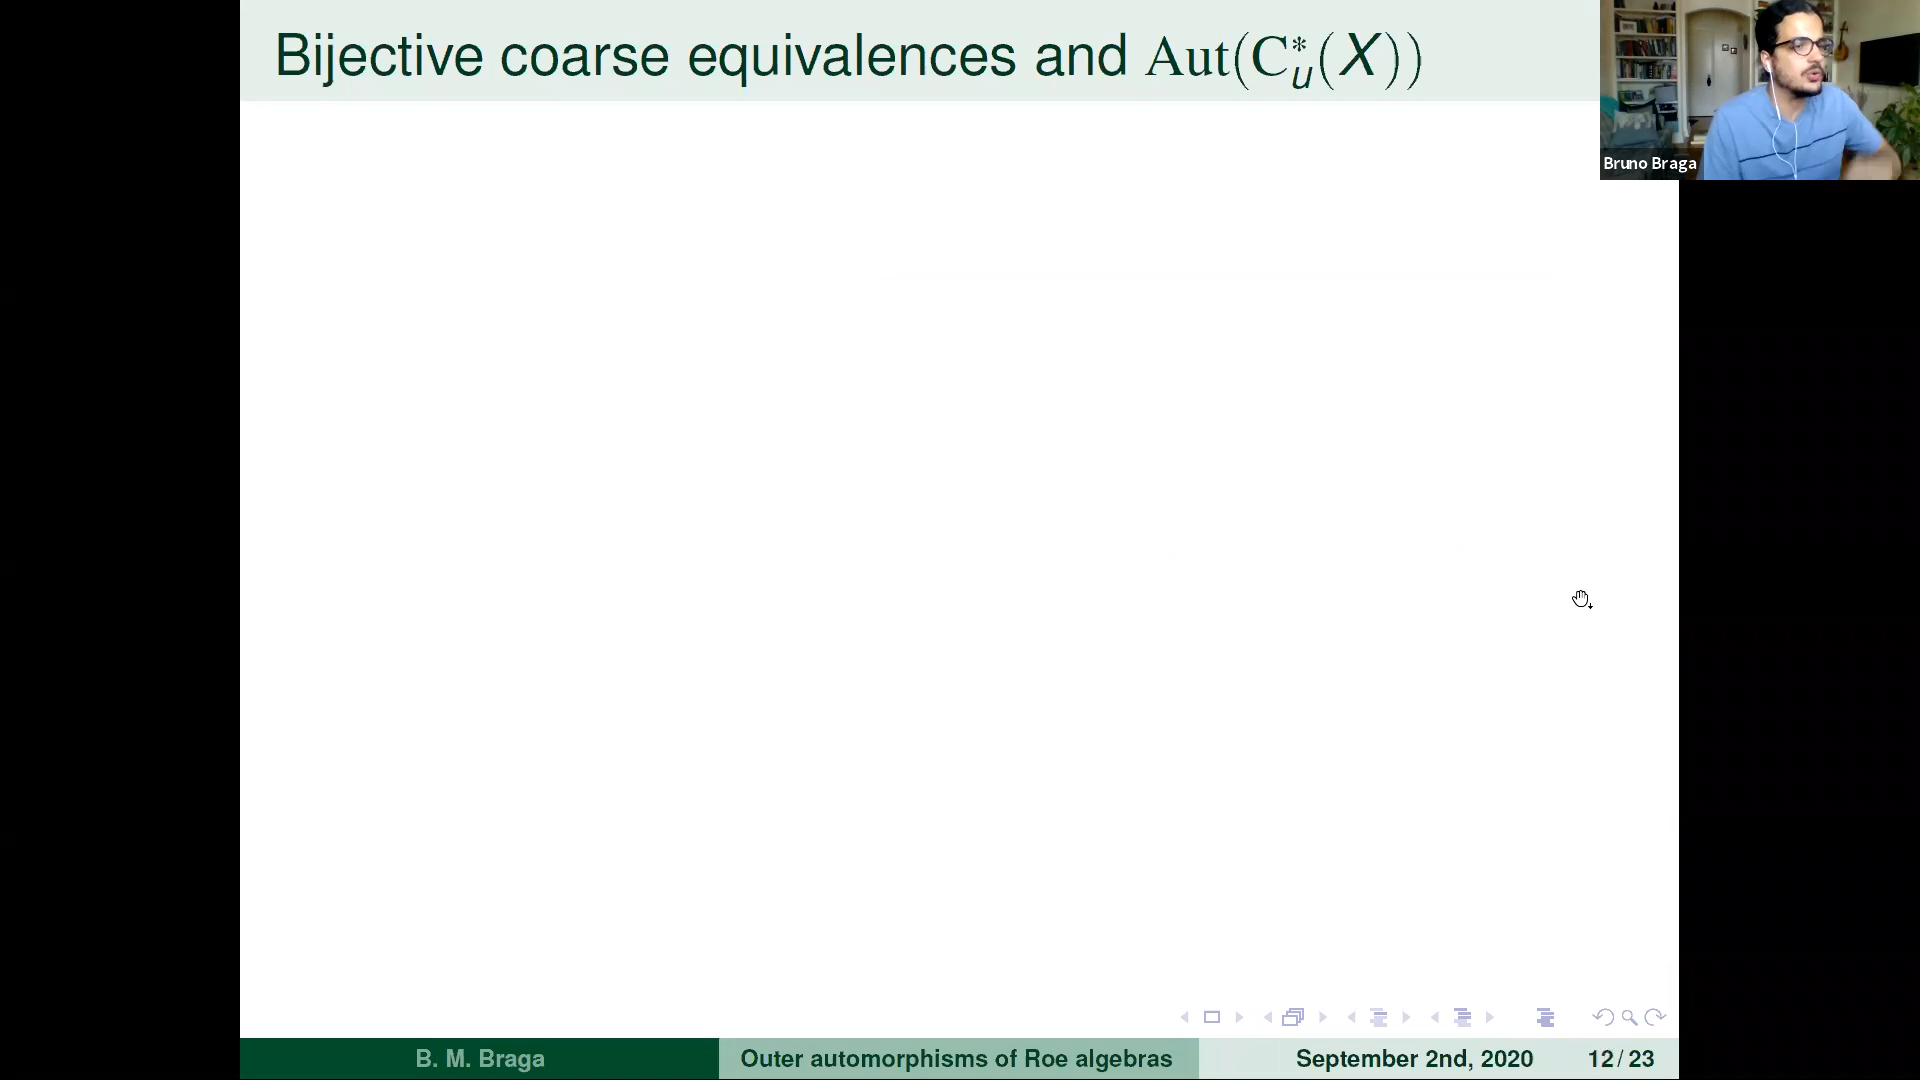 Bijective coarse equivalences and Aut(C*u(X))
Bruno Braga
B. M. Braga
Outer automorphisms of Roe algebras
September 2nd, 2020
12 / 23